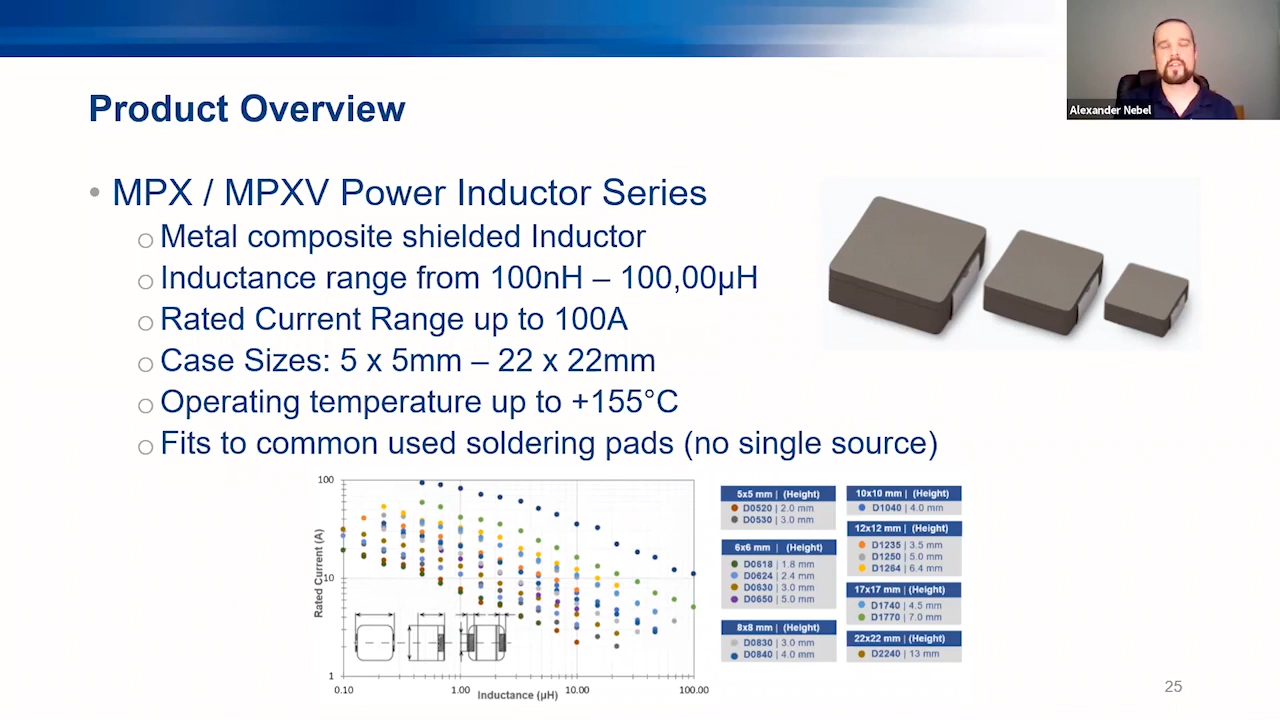 Alexander Nebel
Product Overview
• MPX / MPXV Power Inductor Series
Metal composite shielded Inductor
Inductance range from 100nH – 100,00µH
Rated Current Range up to 100A
Case Sizes: 5 x 5mm – 22 x 22mm
Operating temperature up to +155°C
Fits to common used soldering pads (no single source)
100
10
1
Rated Current (A)
0.10
1.00
10.00
100.00
Inductance (µH)
5x5 mm | (Height)
D0520 | 2.0 mm
D0530 | 3.0 mm
6x6 mm | (Height)
D0618 | 1.8 mm
D0624 | 2.4 mm
D0630 | 3.0 mm
D0650 | 5.0 mm
8x8 mm | (Height)
D0830 | 3.0 mm
D0840 | 4.0 mm
10x10 mm | (Height)
D1040 | 4.0 mm
12x12 mm | (Height)
D1235 | 3.5 mm
D1250 | 5.0 mm
D1264 | 6.4 mm
17x17 mm | (Height)
D1740 | 4.5 mm
D1770 | 7.0 mm
22x22 mm | (Height)
D2240 | 13 mm
25